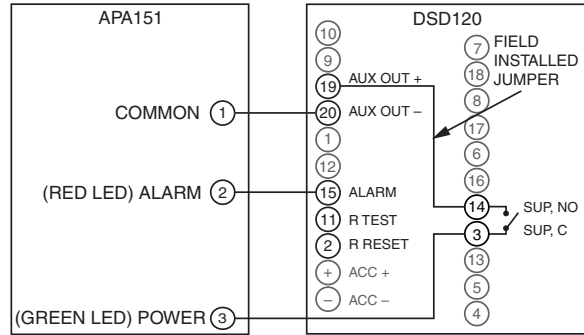 APA151
DSD120
10
9
19 AUX OUT +
20 AUX OUT –
1
12
15 ALARM
11 R TEST
2 R RESET
+ ACC +
– ACC –
COMMON 1
(RED LED) ALARM 2
(GREEN LED) POWER 3
7
18
8
17
6
16
14 SUP, NO
3 SUP, C
13
5
4
FIELD
INSTALLED
JUMPER